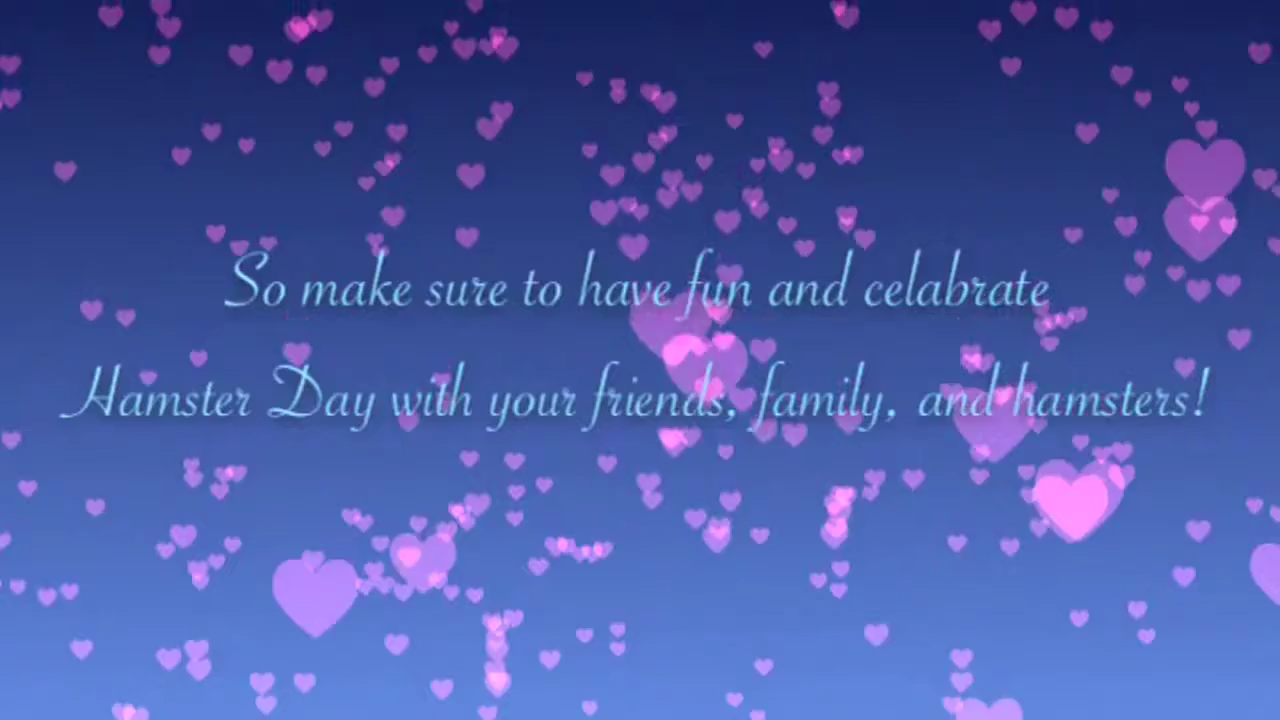 So make sure to have fun and celabrate
Hamster Day with your friends, family, and hamsters!